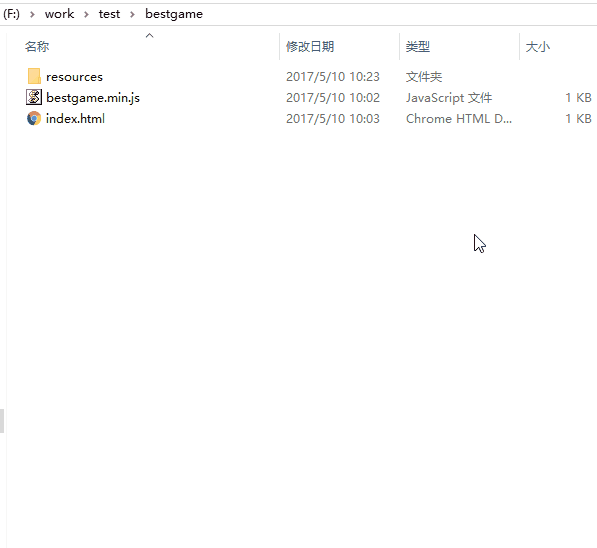 (F:) > work > test > bestgame
名称 修改日期 类型 大小
resources 2017/5/10 10:23 文件夹
bestgame.min.js 2017/5/10 10:02 JavaScript 文件 1 KB
index.html 2017/5/10 10:03 Chrome HTML D... 1 KB